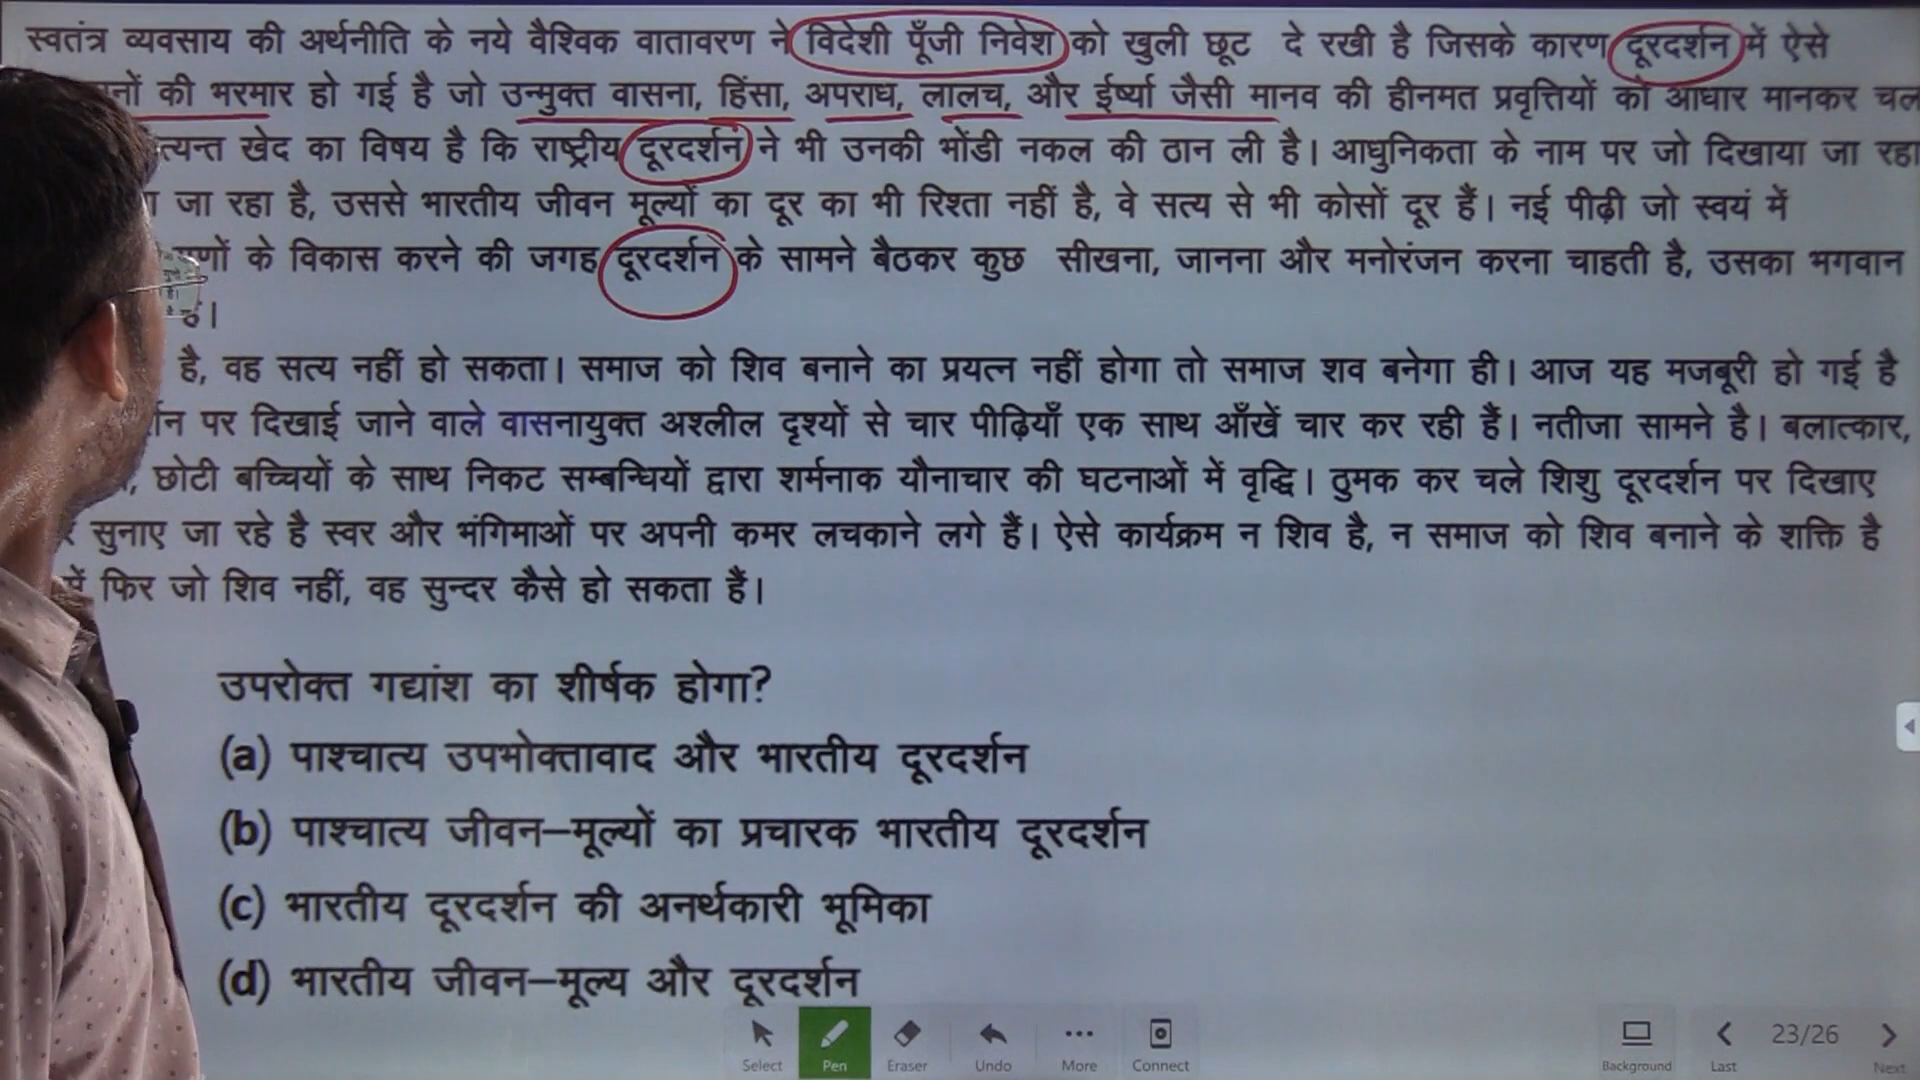 स्वतंत्र व्यवसाय की अर्थनीति के नये वैश्विक वातावरण ने विदेशी पूँजी निवेश को खुली छूट दे रखी है जिसके कारण दूरदर्शन में ऐसे
की भरमार हो गई है जो उन्मुक्त वासना, हिंसा, अपराध, लालच, और ईर्ष्या जैसी मानव की हीनमत प्रवृत्तियों को आधार मानकर चल
खेद का विषय है कि राष्ट्रीय दूरदर्शन ने भी उनकी भोंडी नकल की ठान ली है। आधुनिकता के नाम पर जो दिखाया जा रहा
जा रहा है, उससे भारतीय जीवन मूल्यों का दूर का भी रिश्ता नहीं है, वे सत्य से भी कोसों दूर हैं। नई पीढ़ी जो स्वयं में
के विकास करने की जगह दूरदर्शन के सामने बैठकर कुछ सीखना, जानना और मनोरंजन करना चाहती है, उसका भगवान
है, वह सत्य नहीं हो सकता। समाज को शिव बनाने का प्रयत्न नहीं होगा तो समाज शव बनेगा ही। आज यह मजबूरी हो गई है
पर दिखाई जाने वाले वासनायुक्त अश्लील दृश्यों से चार पीढ़ियाँ एक साथ आँखें चार कर रही हैं। नतीजा सामने है। बलात्कार,
छोटी बच्चियों के साथ निकट सम्बन्धियों द्वारा शर्मनाक यौनाचार की घटनाओं में वृद्धि। ठुमक कर चले शिशु दूरदर्शन पर दिखाए
सुनाए जा रहे है स्वर और भंगिमाओं पर अपनी कमर लचकाने लगे हैं। ऐसे कार्यक्रम न शिव है, न समाज को शिव बनाने के शक्ति है
फिर जो शिव नहीं, वह सुन्दर कैसे हो सकता हैं।
उपरोक्त गद्यांश का शीर्षक होगा?
(a) पाश्चात्य उपभोक्तावाद और भारतीय दूरदर्शन
(b) पाश्चात्य जीवन–मूल्यों का प्रचारक भारतीय दूरदर्शन
(c) भारतीय दूरदर्शन की अनर्थकारी भूमिका
(d) भारतीय जीवन–मूल्य और दूरदर्शन
Select Pen Eraser Undo More Connect Background Last 23/26 Next